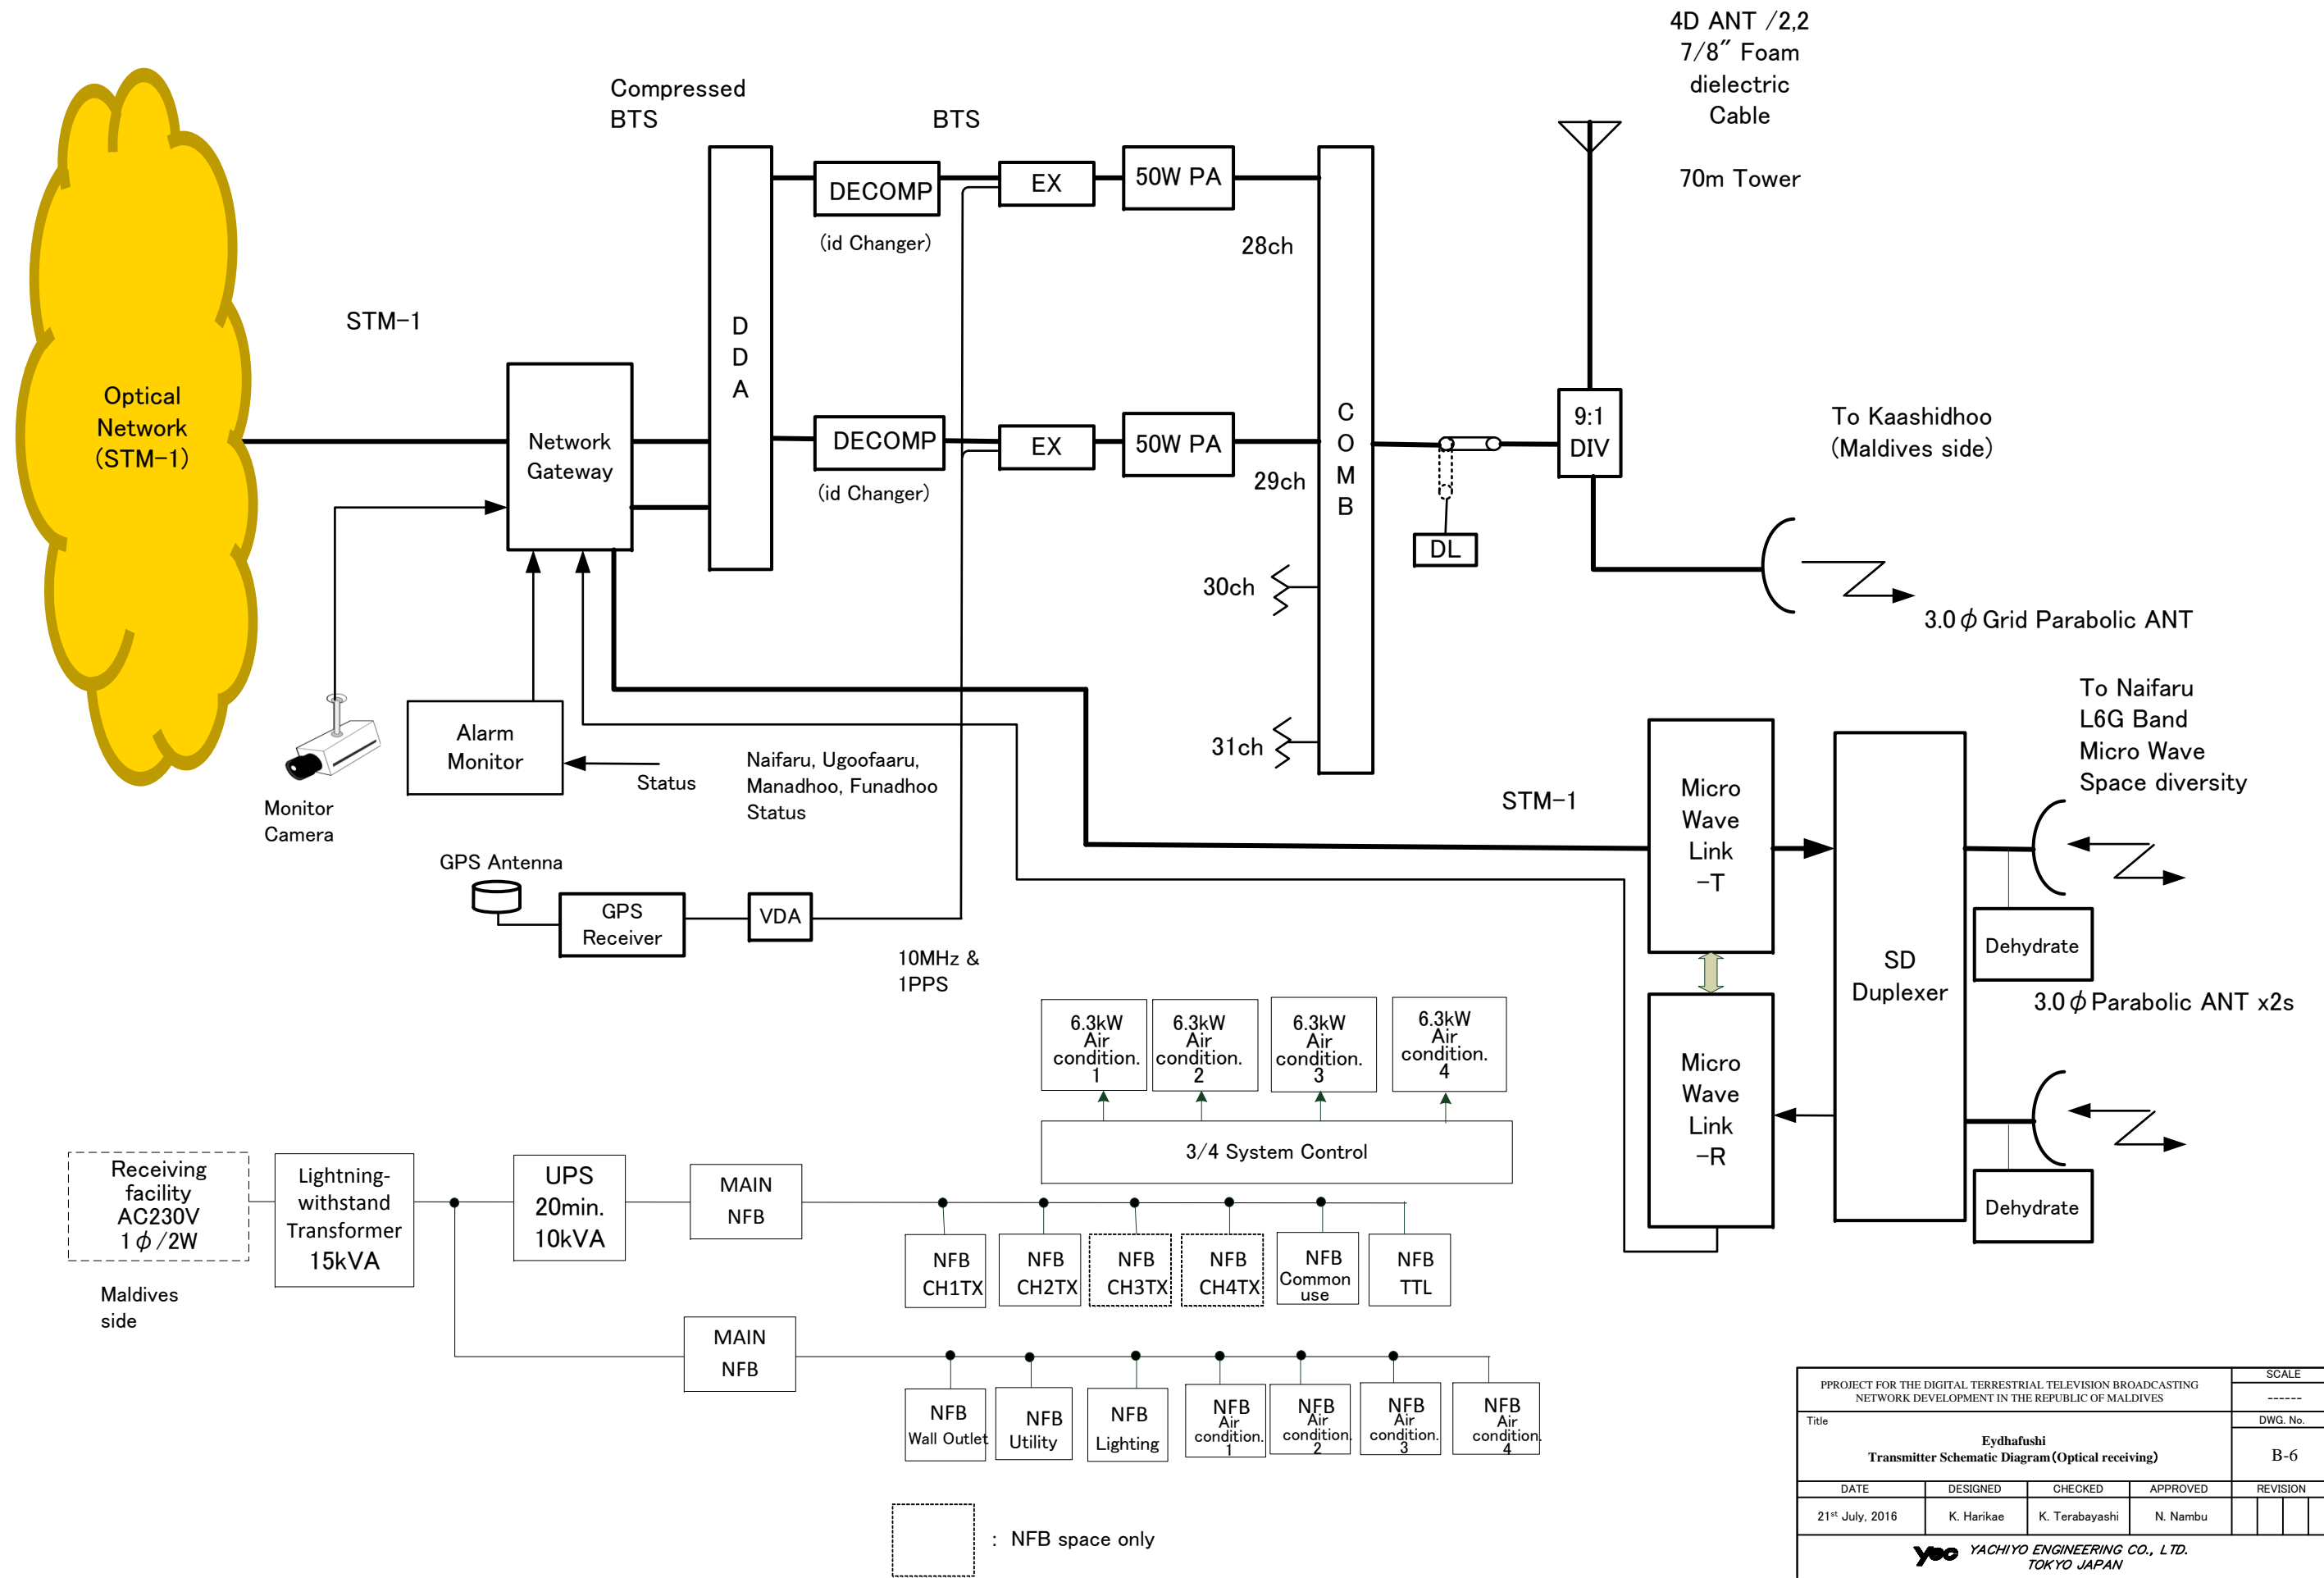 4D ANT /2,2
7/8" Foam
dielectric
Cable
70m Tower
Compressed
BTS
BTS
DECOMP
EX
50W PA
(id Changer)
28ch
STM-1
D
D
A
Optical
Network
(STM-1)
Network
Gateway
DECOMP
EX
50W PA
(id Changer)
29ch
C
O
M
B
9:1
DIV
To Kaashidhoo
(Maldives side)
DL
30ch
3.0φGrid Parabolic ANT
31ch
Alarm
Monitor
Status
Naifaru, Ugoofaaru,
Manadhoo, Funadhoo
Status
Monitor
Camera
To Naifaru
L6G Band
Micro Wave
Space diversity
STM-1
Micro
Wave
Link
-T
GPS Antenna
GPS
Receiver
VDA
10MHz &
1PPS
SD
Duplexer
Dehydrate
3.0φParabolic ANT x2s
Micro
Wave
Link
-R
Dehydrate
6.3kW
Air
condition.
1
6.3kW
Air
condition.
2
6.3kW
Air
condition.
3
6.3kW
Air
condition.
4
3/4 System Control
Receiving
facility
AC230V
1φ/2W
Maldives
side
Lightning-
withstand
Transformer
15kVA
UPS
20min.
10kVA
MAIN
NFB
NFB
CH1TX
NFB
CH2TX
NFB
CH3TX
NFB
CH4TX
NFB
Common
use
NFB
TTL
MAIN
NFB
NFB
Wall Outlet
NFB
Utility
NFB
Lighting
NFB
Air
condition.
1
NFB
Air
condition.
2
NFB
Air
condition.
3
NFB
Air
condition.
4
: NFB space only
PPROJECT FOR THE DIGITAL TERRESTRIAL TELEVISION BROADCASTING
NETWORK DEVELOPMENT IN THE REPUBLIC OF MALDIVES
SCALE
------
Title
Eydhafushi
Transmitter Schematic Diagram(Optical receiving)
DWG. No.
B-6
DATE DESIGNED CHECKED APPROVED REVISION
21st July, 2016 K. Harikae K. Terabayashi N. Nambu
yec YACHIYO ENGINEERING CO., LTD.
TOKYO JAPAN